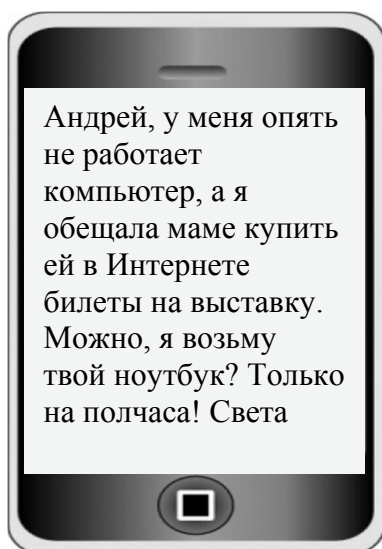 Андрей, у меня опять
не работает
компьютер, а я
обещала маме купить
ей в Интернете
билеты на выставку.
Можно, я возьму
твой ноутбук? Только
на полчаса! Света